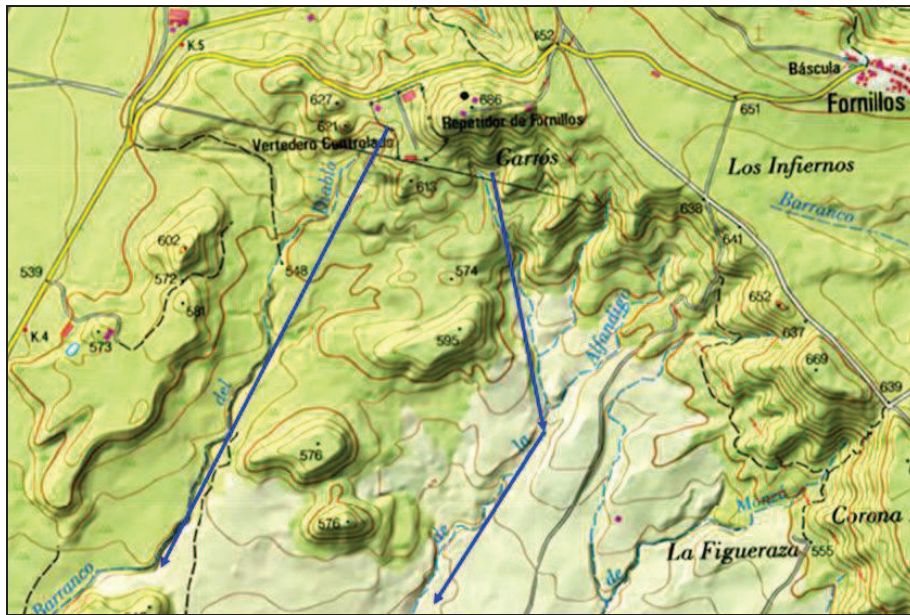 K.5
652
Báscula
Fornillos
627
686
651
621
Repetidor de Fornillos
Vertedero Controlado
Garrós
Los Infiernos
613
Diablo
638
Barranco
602
641
539
548
574
572
581
652
K.4
573
595
Alfandiga
637
669
del
639
la
576
Monzó
576
de
Corona
La Figueraza
555
Barranco
de